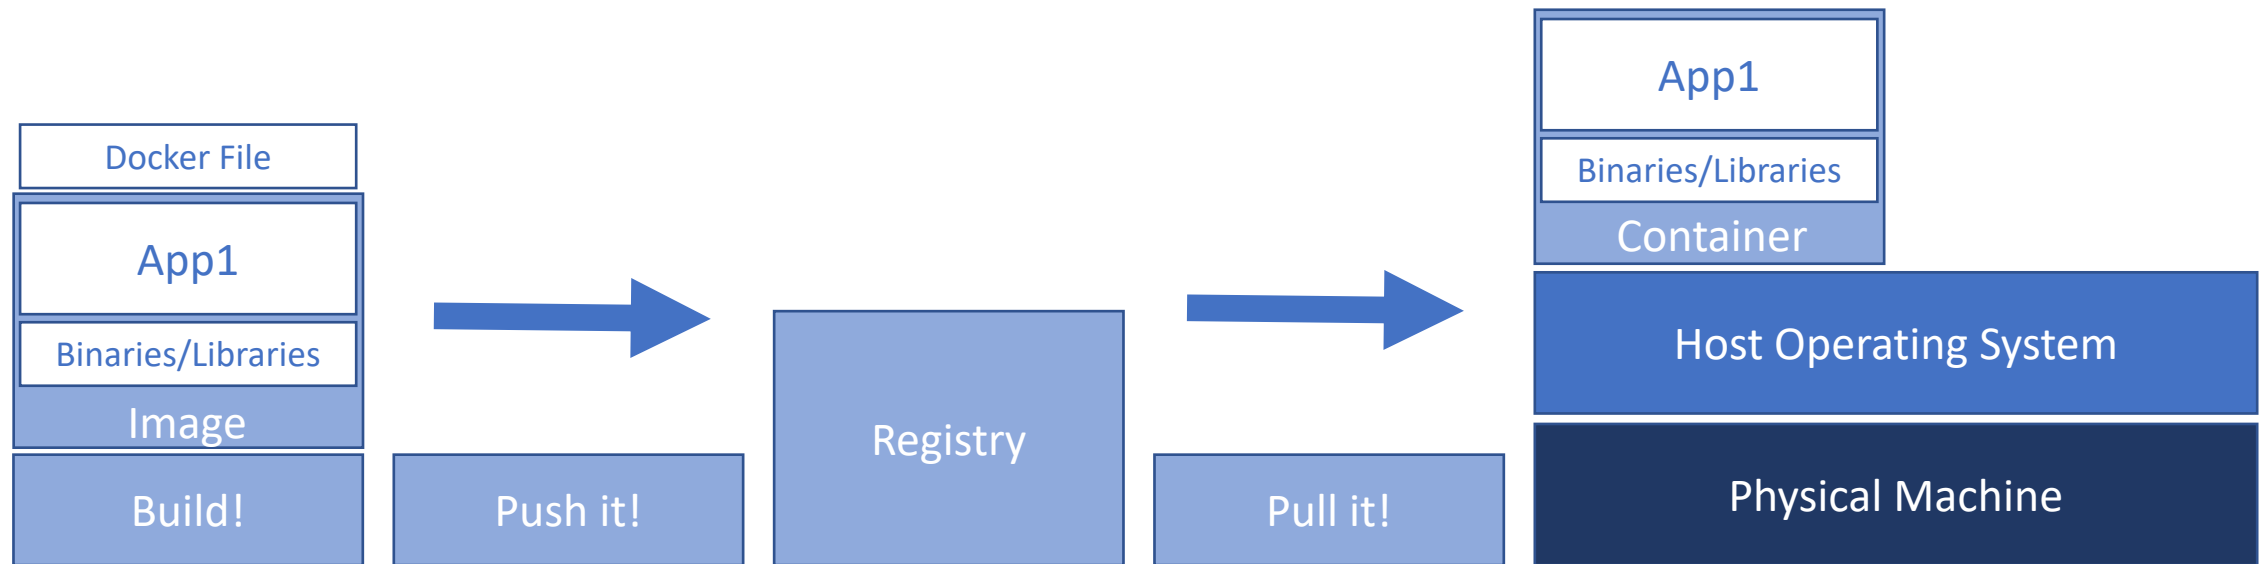 Docker File
App1
Binaries/Libraries
Image
Build!
Push it!
Registry
Pull it!
App1
Binaries/Libraries
Container
Host Operating System
Physical Machine